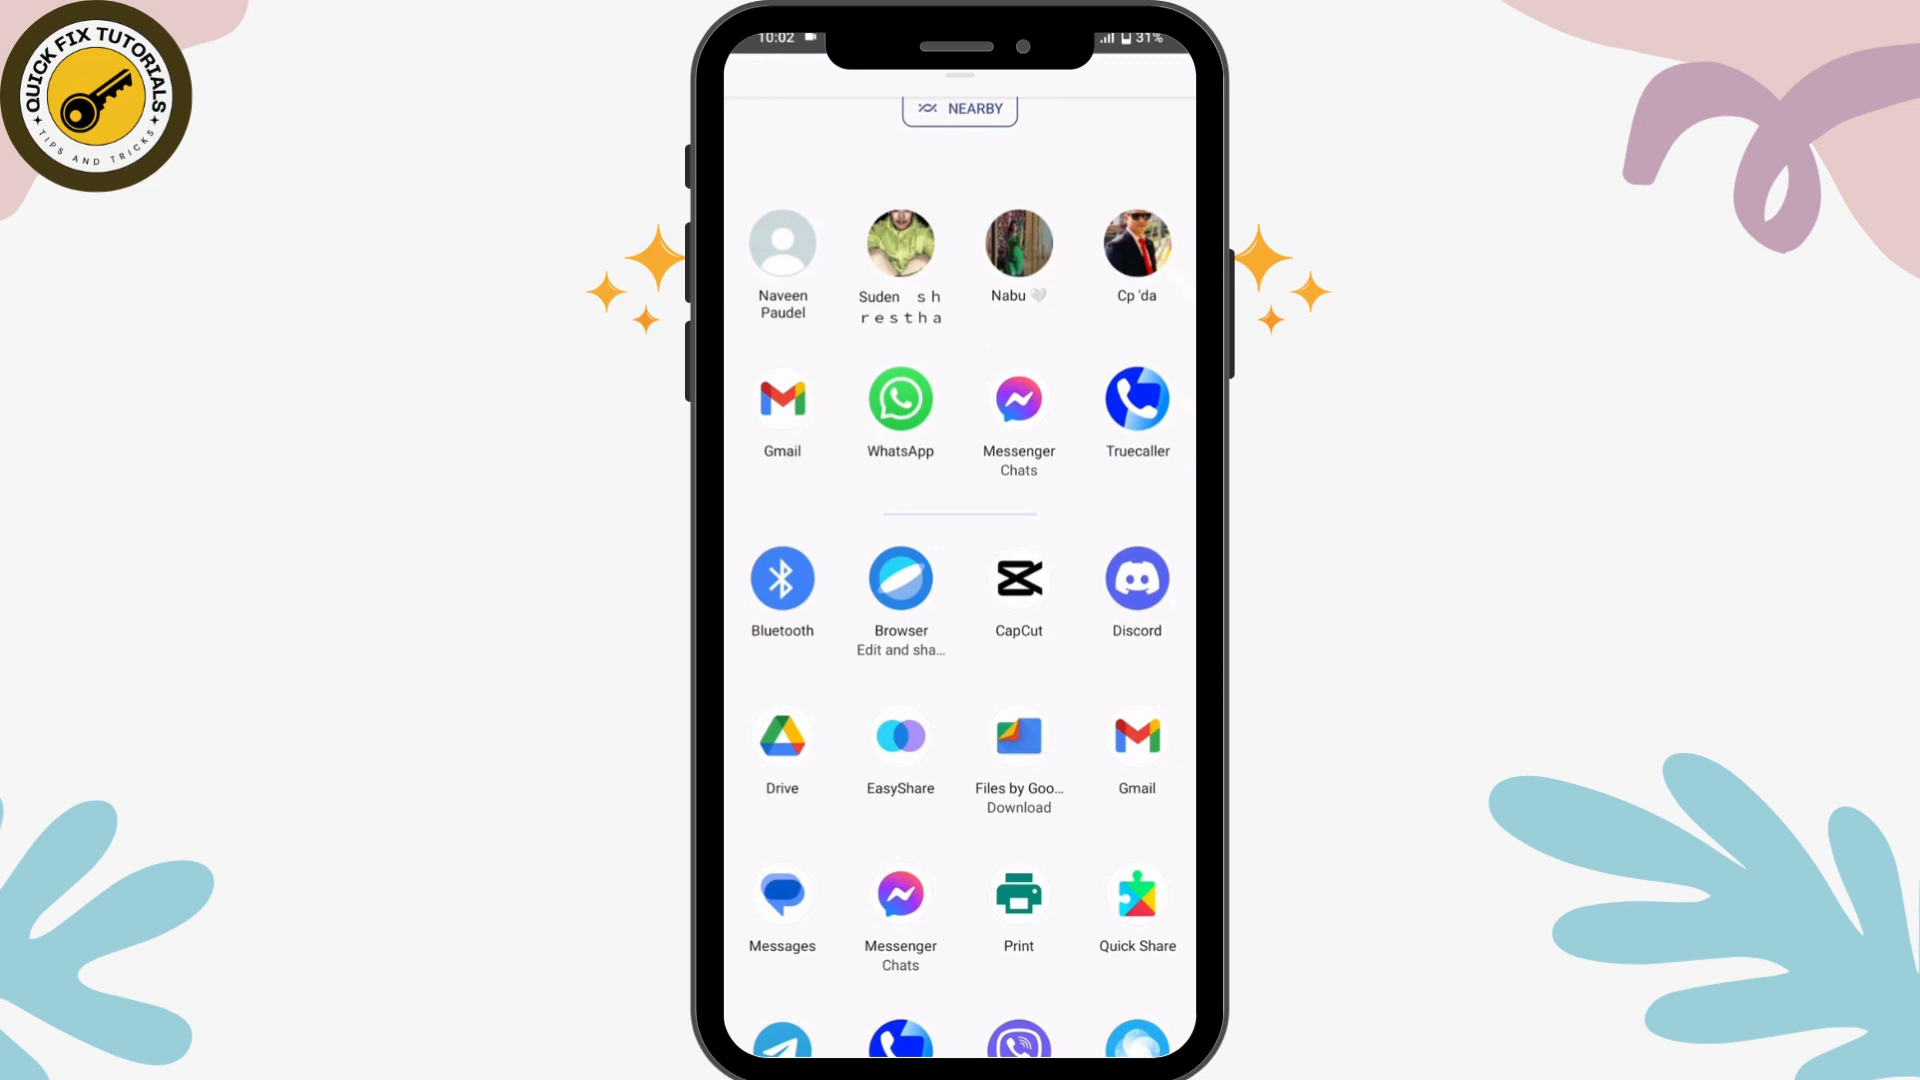 QUICK FIX TUTORIALS
TIPS AND TRICKS
10:02
31%
NEARBY
Naveen
Paudel
Suden s h
r e s t h a
Nabu 🤍
Cp 'da
Gmail
WhatsApp
Messenger
Chats
Truecaller
Bluetooth
Browser
Edit and sha...
CapCut
Discord
Drive
EasyShare
Files by Goo...
Download
Gmail
Messages
Messenger
Chats
Print
Quick Share